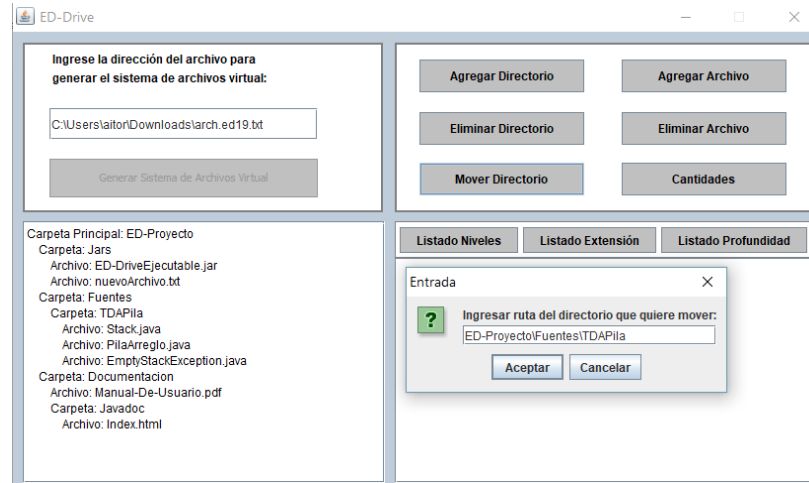 ED-Drive
Ingrese la dirección del archivo para
generar el sistema de archivos virtual:
C:\Users\aitor\Downloads\arch.ed19.txt
Generar Sistema de Archivos Virtual
Agregar Directorio
Agregar Archivo
Eliminar Directorio
Eliminar Archivo
Mover Directorio
Cantidades
Carpeta Principal: ED-Proyecto
Carpeta: Jars
Archivo: ED-DriveEjecutable.jar
Archivo: nuevoArchivo.txt
Carpeta: Fuentes
Carpeta: TDAPila
Archivo: Stack.java
Archivo: PilaArreglo.java
Archivo: EmptyStackException.java
Carpeta: Documentacion
Archivo: Manual-De-Usuario.pdf
Carpeta: Javadoc
Archivo: Index.html
Listado Niveles
Listado Extensión
Listado Profundidad
Entrada
?
Ingresar ruta del directorio que quiere mover:
ED-Proyecto\Fuentes\TDAPila
Aceptar
Cancelar